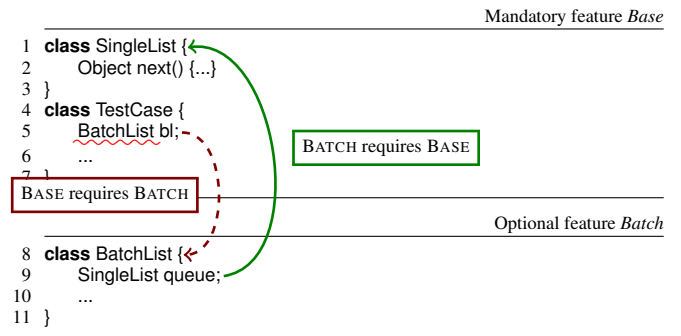 Mandatory feature Base
1 class SingleList {
2 Object next() {...}
3 }
4 class TestCase {
5 BatchList bl;
6 ...
BATCH requires BASE
7 }
BASE requires BATCH
Optional feature Batch
8 class BatchList {
9 SingleList queue;
10 ...
11 }